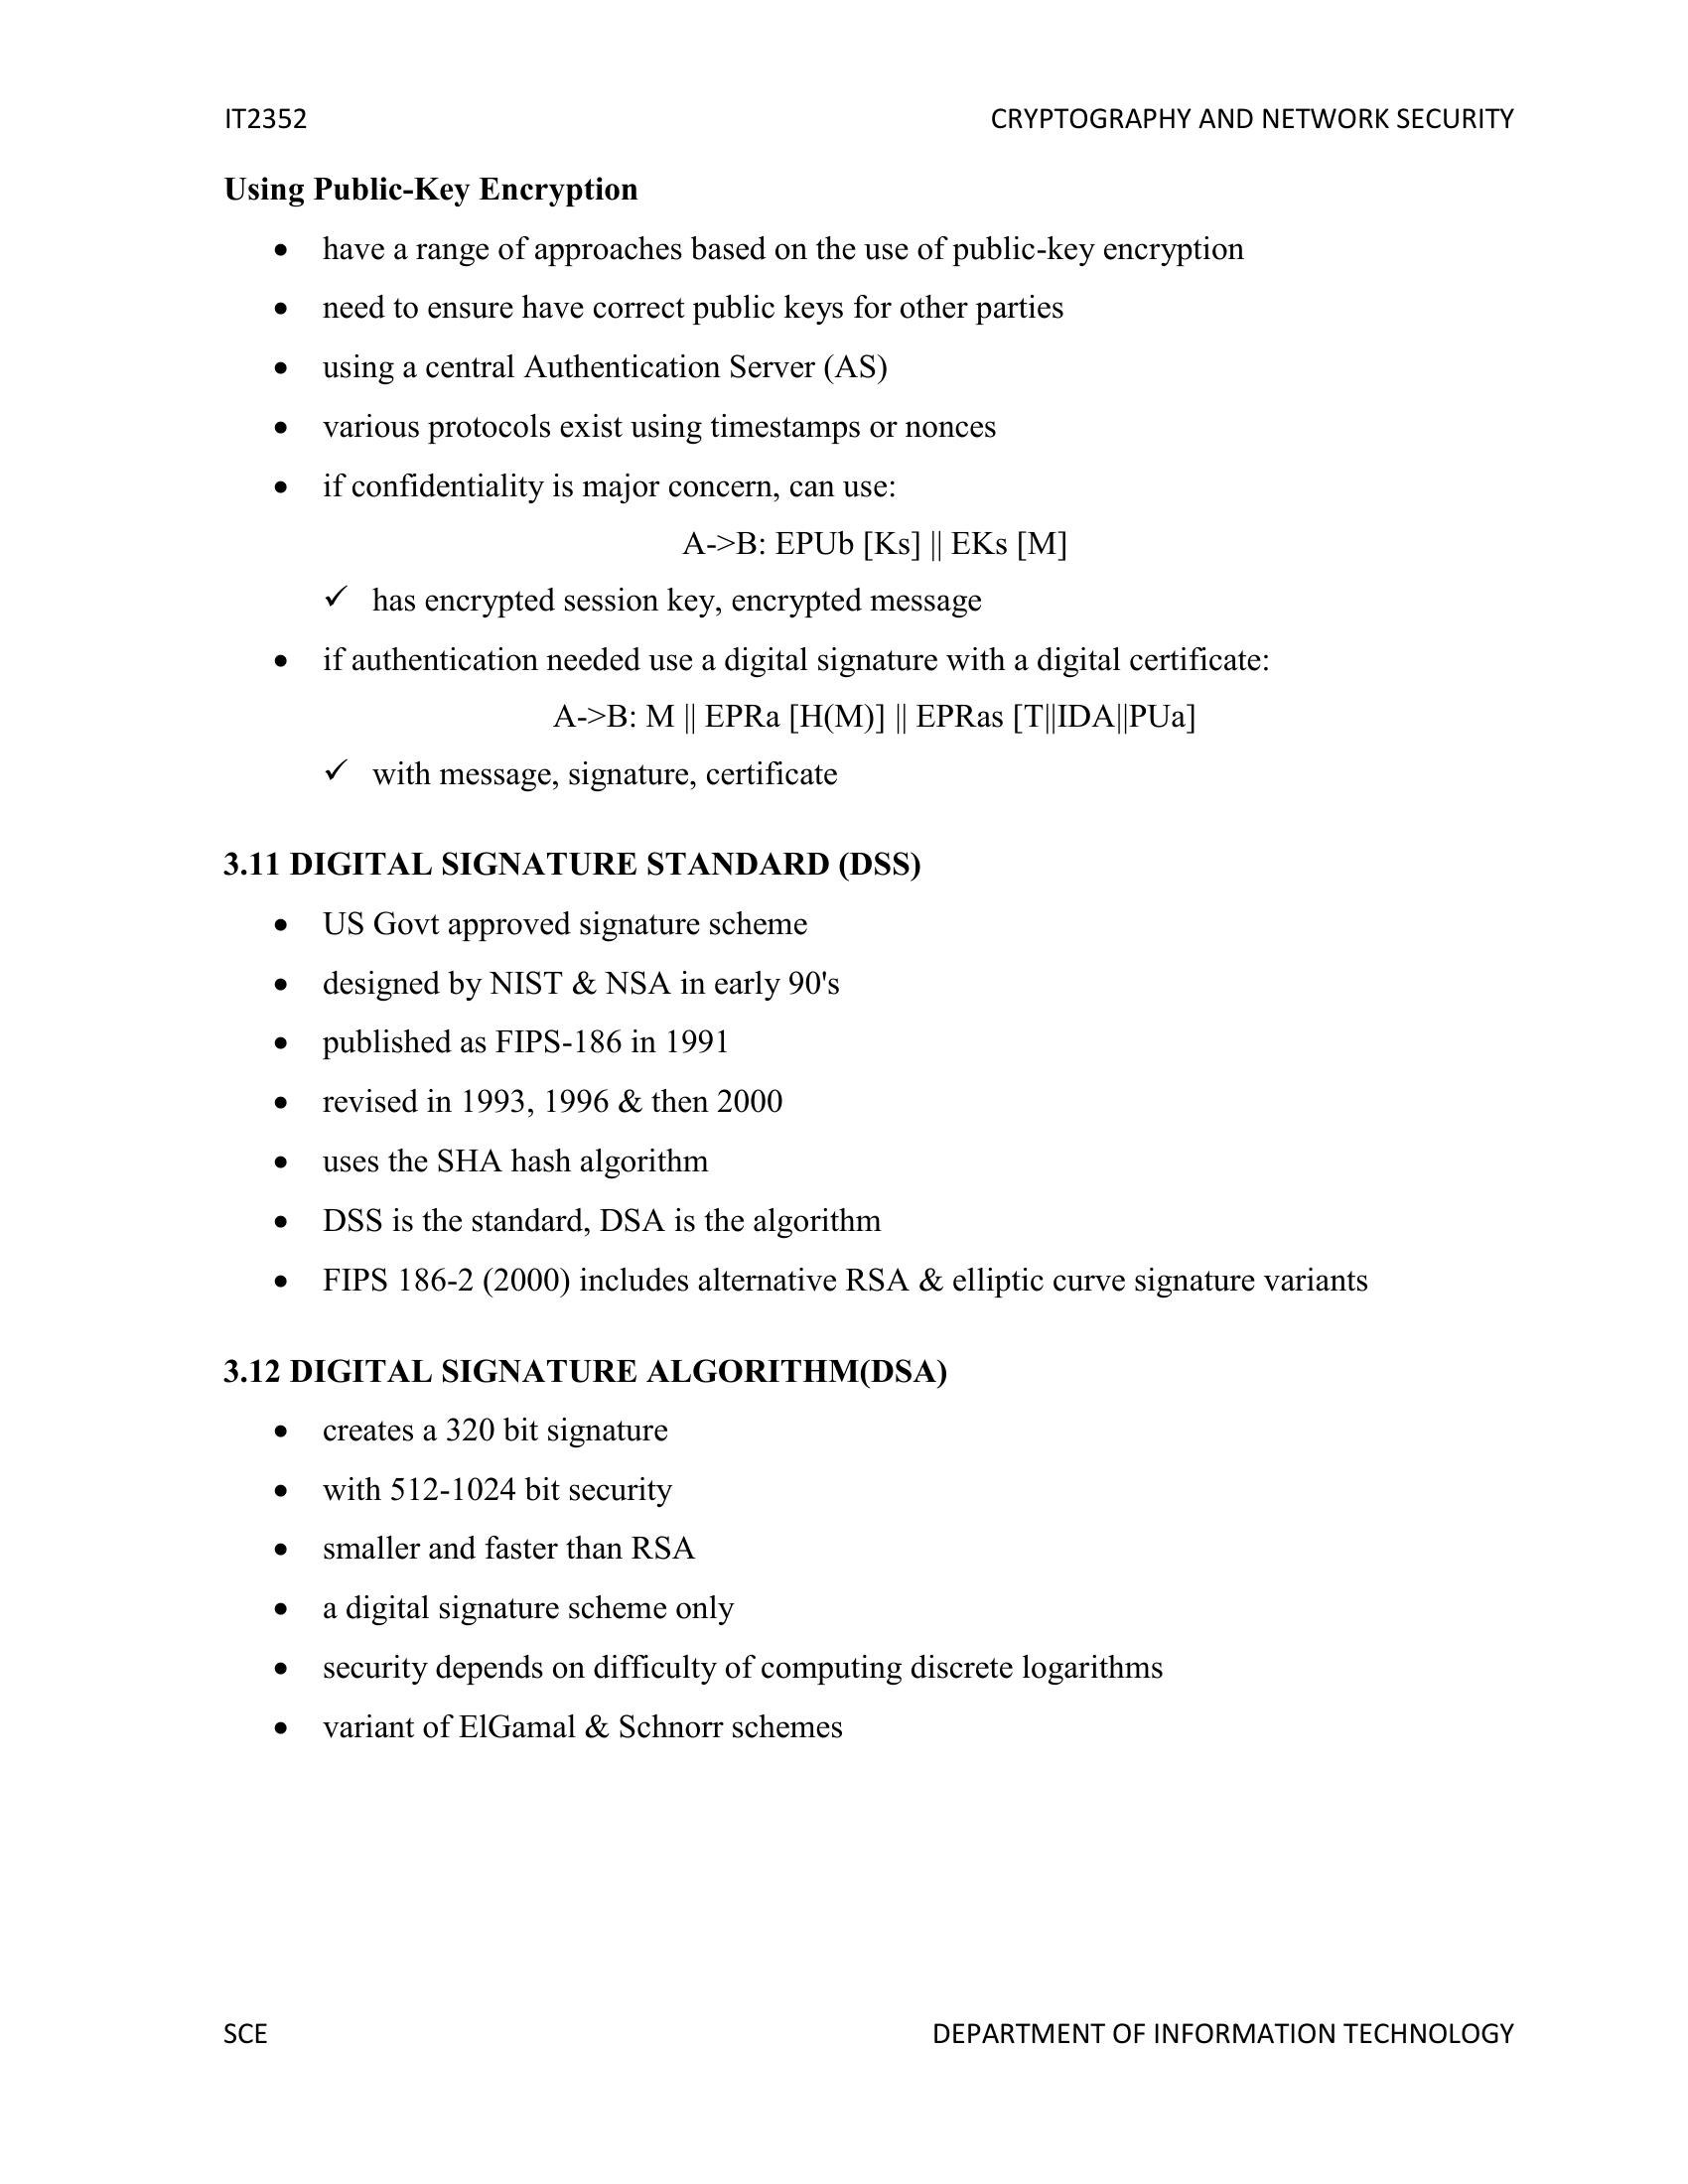 IT2352 CRYPTOGRAPHY AND NETWORK SECURITY
Using Public-Key Encryption
• have a range of approaches based on the use of public-key encryption
• need to ensure have correct public keys for other parties
• using a central Authentication Server (AS)
• various protocols exist using timestamps or nonces
• if confidentiality is major concern, can use:
A->B: EPUb [Ks] || EKs [M]
✓ has encrypted session key, encrypted message
• if authentication needed use a digital signature with a digital certificate:
A->B: M || EPRa [H(M)] || EPRas [T||IDA||PUa]
✓ with message, signature, certificate
3.11 DIGITAL SIGNATURE STANDARD (DSS)
• US Govt approved signature scheme
• designed by NIST & NSA in early 90's
• published as FIPS-186 in 1991
• revised in 1993, 1996 & then 2000
• uses the SHA hash algorithm
• DSS is the standard, DSA is the algorithm
• FIPS 186-2 (2000) includes alternative RSA & elliptic curve signature variants
3.12 DIGITAL SIGNATURE ALGORITHM(DSA)
• creates a 320 bit signature
• with 512-1024 bit security
• smaller and faster than RSA
• a digital signature scheme only
• security depends on difficulty of computing discrete logarithms
• variant of ElGamal & Schnorr schemes
SCE DEPARTMENT OF INFORMATION TECHNOLOGY